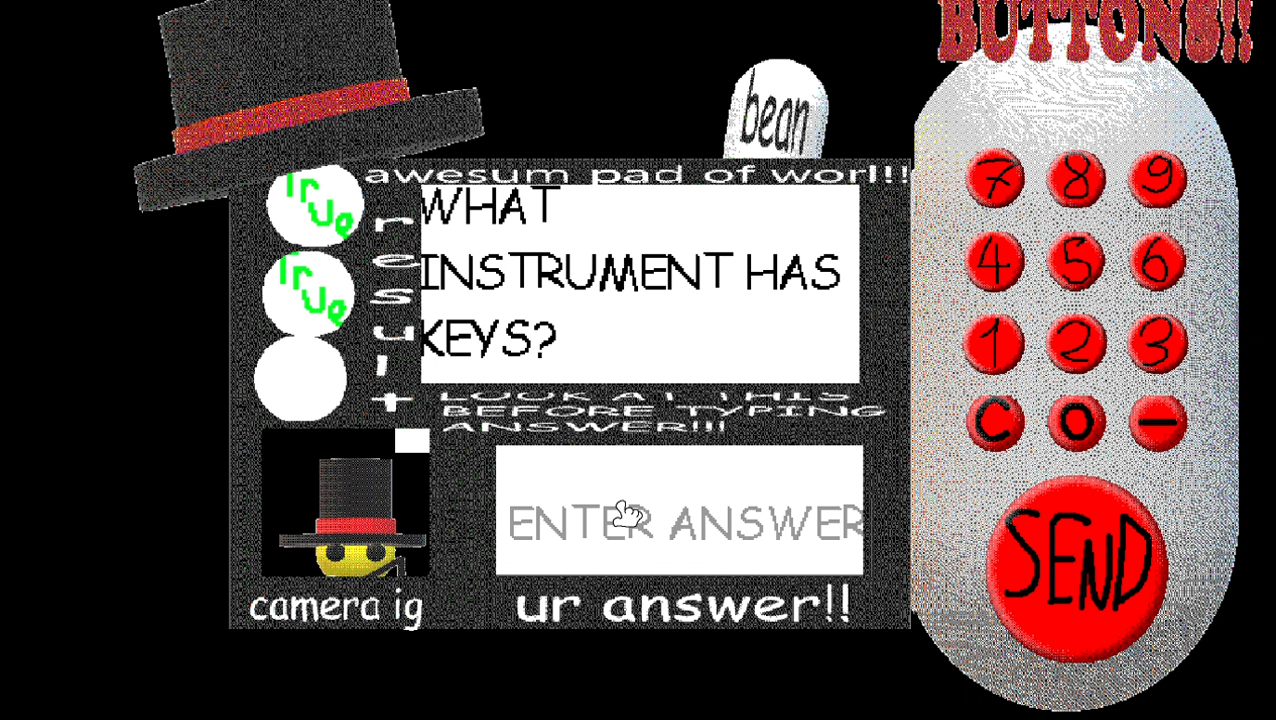 BUTTONS!!
bean
awesum pad of worl!!
True
True
result
WHAT
INSTRUMENT HAS
KEYS?
LOOK AT THIS
BEFORE TYPING
ANSWER!!!
ENTER ANSWER
camera ig
ur answer!!
7 8 9
4 5 6
1 2 3
C 0 –
SEND